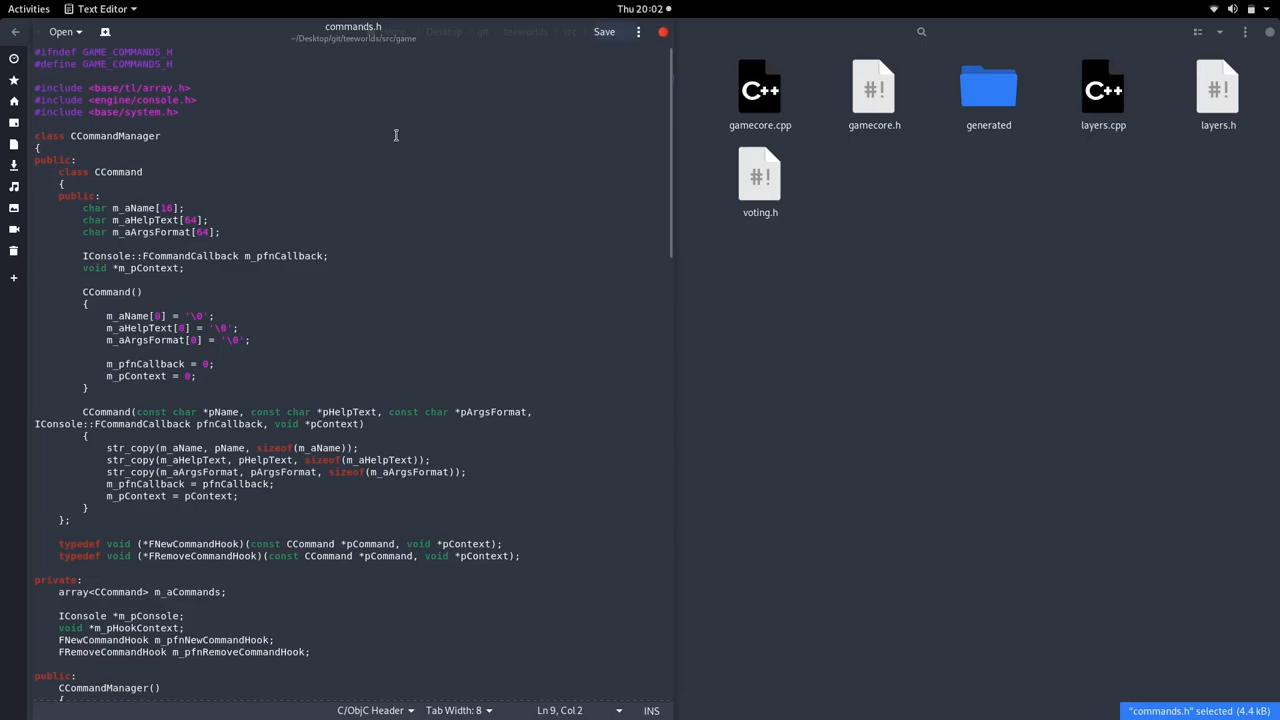 Activities
Text Editor
Thu 20:02
Open
commands.h
~/Desktop/git/teeworlds/src/game
Save
Desktop
git
teeworlds
src
#ifndef GAME_COMMANDS_H
#define GAME_COMMANDS_H
#include <base/tl/array.h>
#include <engine/console.h>
#include <base/system.h>
class CCommandManager
{
public:
class CCommand
{
public:
char m_aName[16];
char m_aHelpText[64];
char m_aArgsFormat[64];
IConsole::FCommandCallback m_pfnCallback;
void *m_pContext;
CCommand()
{
m_aName[0] = '\0';
m_aHelpText[0] = '\0';
m_aArgsFormat[0] = '\0';
m_pfnCallback = 0;
m_pContext = 0;
}
CCommand(const char *pName, const char *pHelpText, const char *pArgsFormat,
IConsole::FCommandCallback pfnCallback, void *pContext)
{
str_copy(m_aName, pName, sizeof(m_aName));
str_copy(m_aHelpText, pHelpText, sizeof(m_aHelpText));
str_copy(m_aArgsFormat, pArgsFormat, sizeof(m_aArgsFormat));
m_pfnCallback = pfnCallback;
m_pContext = pContext;
}
};
typedef void (*FNewCommandHook)(const CCommand *pCommand, void *pContext);
typedef void (*FRemoveCommandHook)(const CCommand *pCommand, void *pContext);
private:
array<CCommand> m_aCommands;
IConsole *m_pConsole;
void *m_pHookContext;
FNewCommandHook m_pfnNewCommandHook;
FRemoveCommandHook m_pfnRemoveCommandHook;
public:
CCommandManager()
{
C/ObjC Header
Tab Width: 8
Ln 9, Col 2
INS
C++
gamecore.cpp
#!
gamecore.h
generated
C++
layers.cpp
#!
layers.h
#!
voting.h
"commands.h" selected (4.4 kB)